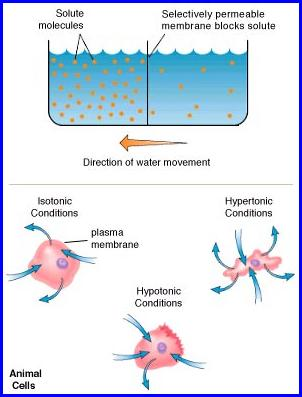 Solute
molecules
Selectively permeable
membrane blocks solute
Direction of water movement
Isotonic
Conditions
plasma
membrane
Hypertonic
Conditions
Hypotonic
Conditions
Animal
Cells